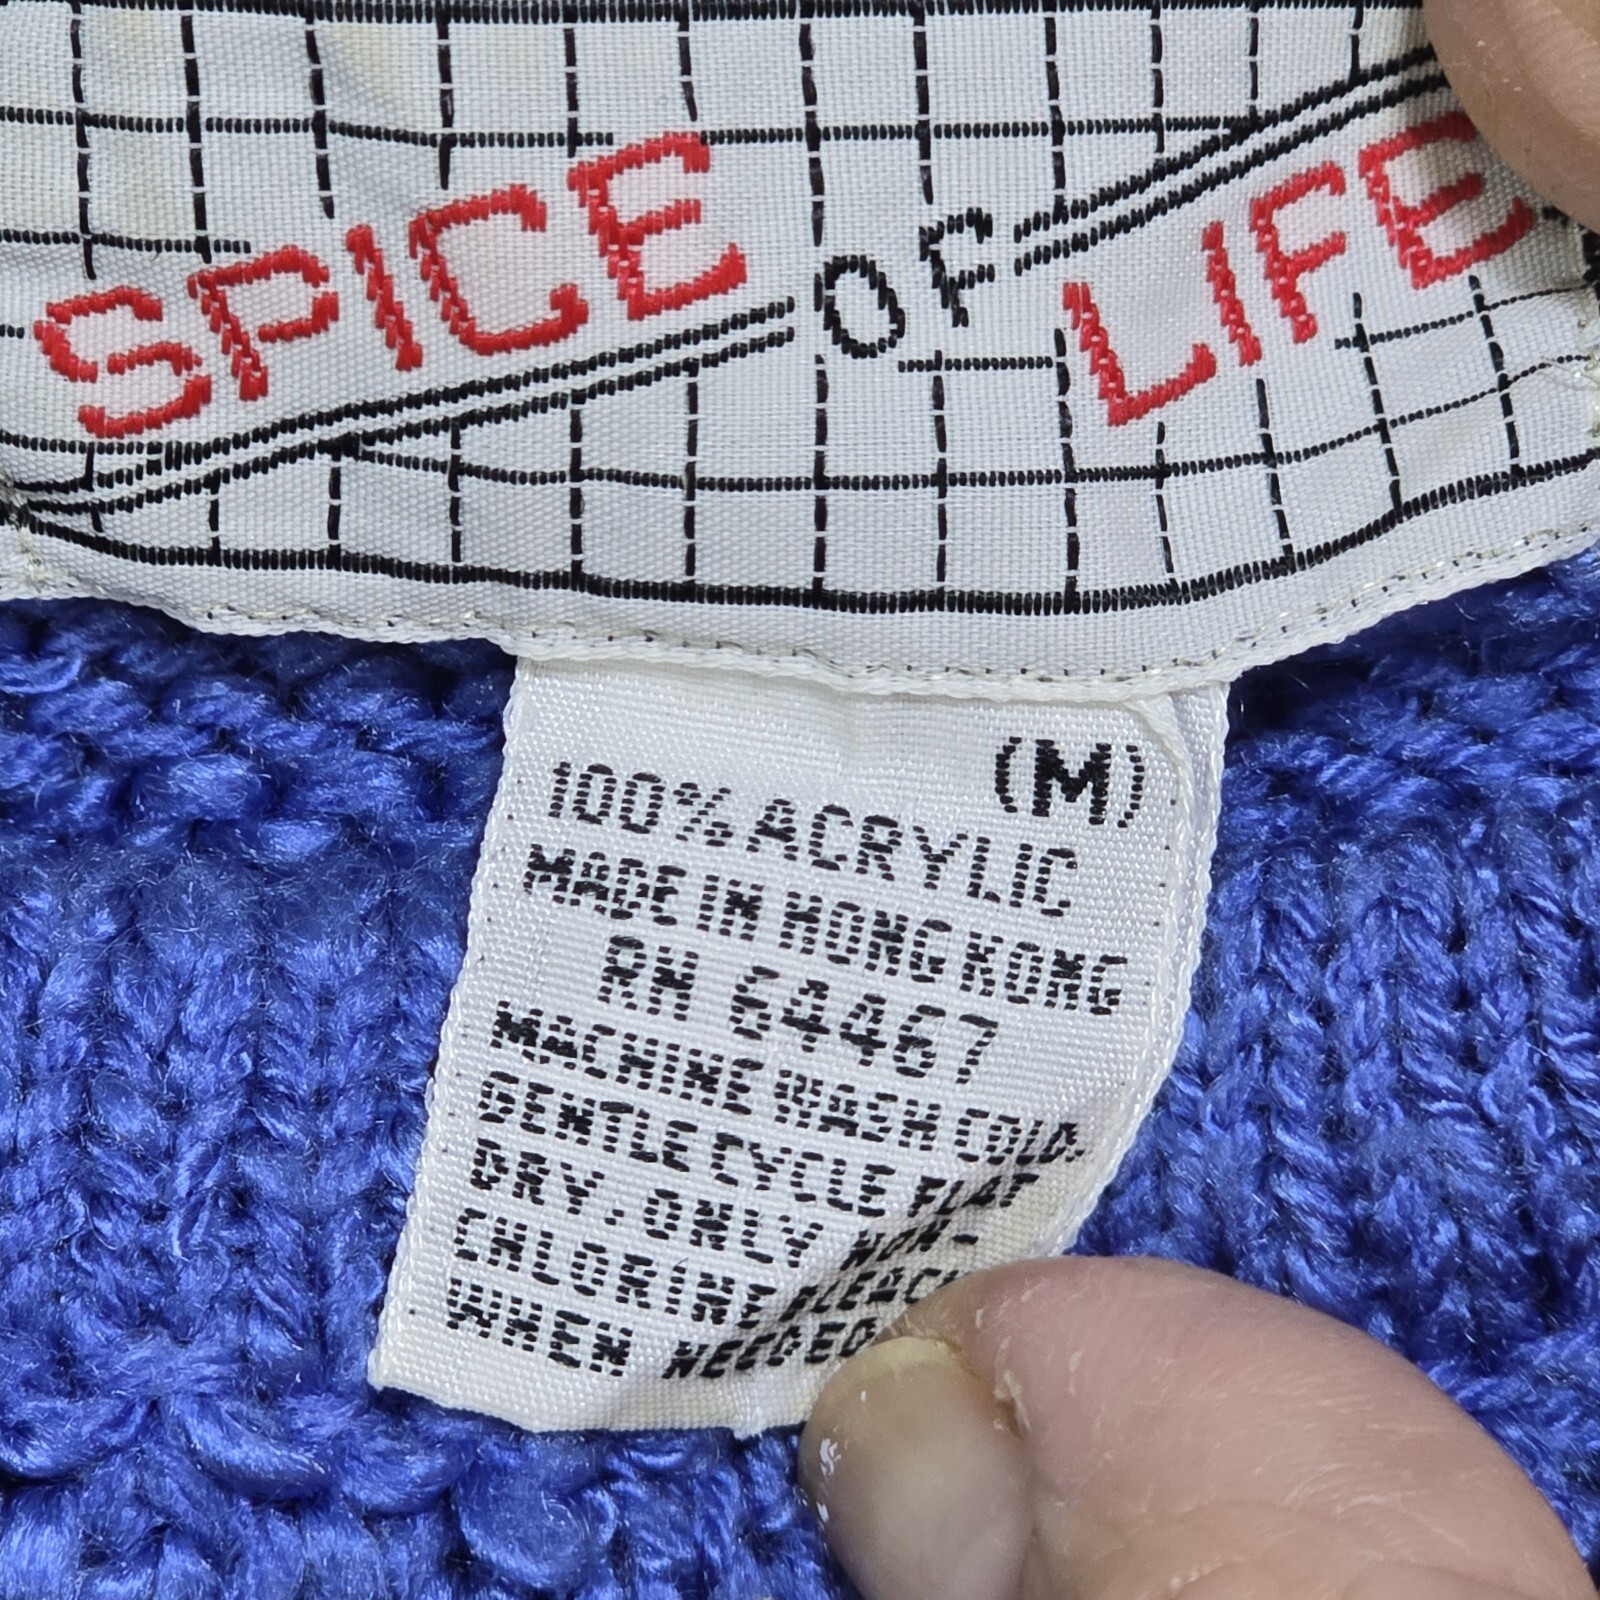 SPICE OF LIFE
(M)
100% ACRYLIC
MADE IN HONG KONG
RN 64467
MACHINE WASH COLD.
GENTLE CYCLE FLAT
DRY. ONLY NON-
CHLORINE BLEACH
WHEN NEEDED